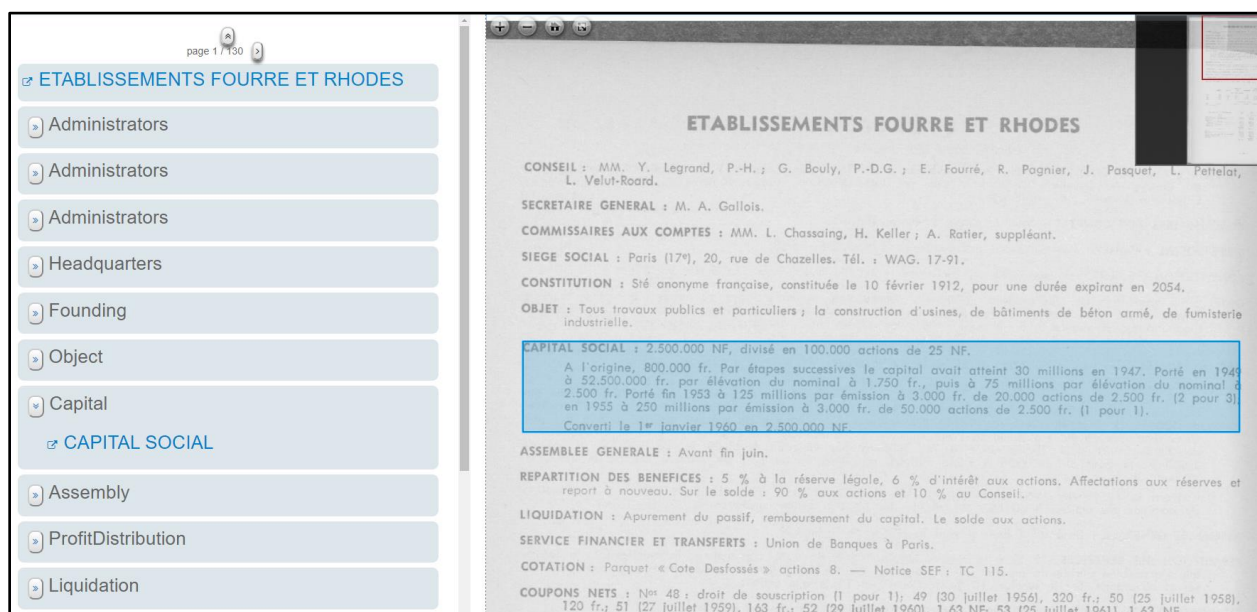 page 1 / 130
ETABLISSEMENTS FOURRE ET RHODES
Administrators
Administrators
Administrators
Headquarters
Founding
Object
Capital
CAPITAL SOCIAL
Assembly
ProfitDistribution
Liquidation
ETABLISSEMENTS FOURRE ET RHODES
CONSEIL : MM. Y. Legrand, P.-H. ; G. Bouly, P.-D.G. ; E. Fourré, R. Pognier, J. Pasquet, L. Pettelat,
L. Velut-Roard.
SECRETAIRE GENERAL : M. A. Gallois.
COMMISSAIRES AUX COMPTES : MM. L. Chassaing, H. Keller ; A. Ratier, suppléant.
SIEGE SOCIAL : Paris (17e), 20, rue de Chazelles. Tél. : WAG. 17-91.
CONSTITUTION : Sté anonyme française, constituée le 10 février 1912, pour une durée expirant en 2054.
OBJET : Tous travaux publics et particuliers ; la construction d'usines, de bâtiments de béton armé, de fumisterie
industrielle.
CAPITAL SOCIAL : 2.500.000 NF, divisé en 100.000 actions de 25 NF.
A l'origine, 800.000 fr. Par étapes successives le capital avait atteint 30 millions en 1947. Porté en 1949
à 52.500.000 fr. par élévation du nominal à 1.750 fr., puis à 75 millions par élévation du nominal à
2.500 fr. Porté fin 1953 à 125 millions par émission à 3.000 fr. de 20.000 actions de 2.500 fr. (2 pour 3),
en 1955 à 250 millions par émission à 3.000 fr. de 50.000 actions de 2.500 fr. (1 pour 1).
Converti le 1er janvier 1960 en 2.500.000 NF.
ASSEMBLEE GENERALE : Avant fin juin.
REPARTITION DES BENEFICES : 5 % à la réserve légale, 6 % d'intérêt aux actions. Affectations aux réserves et
report à nouveau. Sur le solde : 90 % aux actions et 10 % au Conseil.
LIQUIDATION : Apurement du passif, remboursement du capital. Le solde aux actions.
SERVICE FINANCIER ET TRANSFERTS : Union de Banques à Paris.
COTATION : Parquet « Cote Desfossés » actions 8. — Notice SEF : TC 115.
COUPONS NETS : Nos 48 : droit de souscription (1 pour 1); 49 (30 juillet 1956), 320 fr.; 50 (25 juillet 1958),
120 fr.; 51 (27 juillet 1959), 163 fr.; 52 (29 juillet 1960), 1,63 NF; 53 (25 juillet 1961), 1,63 NF.